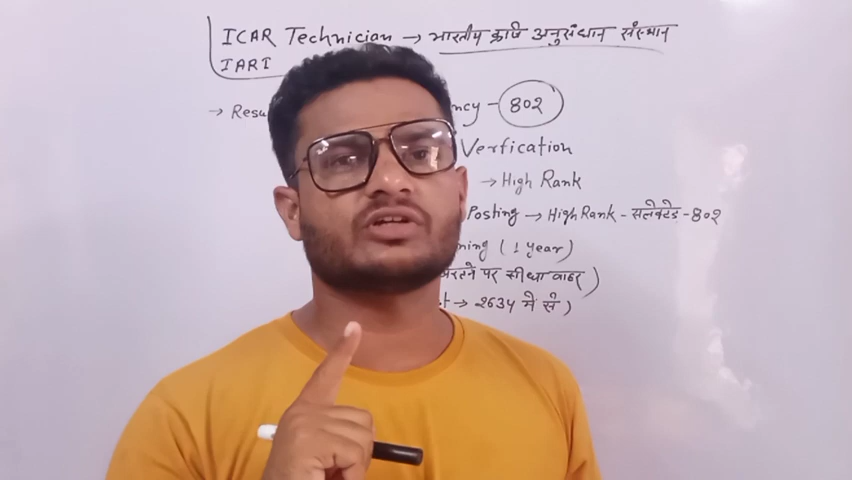 ICAR Technician → भारतीय कृषि अनुसंधान संस्थान
IARI
→ Resu ncy - 802
Verfication
→ High Rank
Posting → High Rank - सलेक्टेड - 802
ning (1 year)
पर सीधा बाहर)
→ 2634 में से)